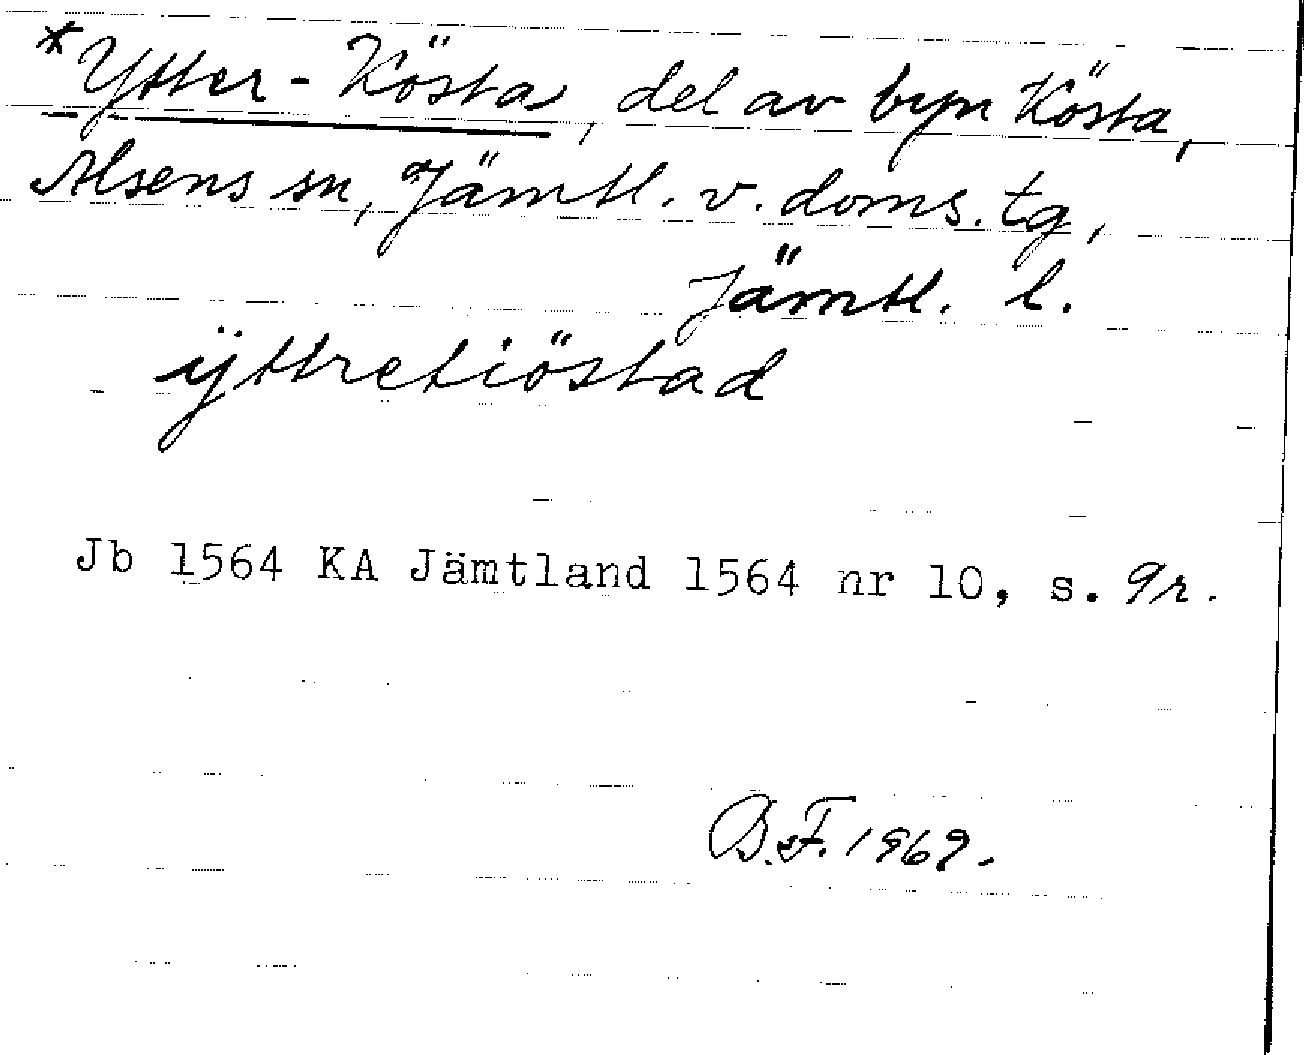 *Ytter-Kösta, del av byn Kösta,
Alsens sn, Jämtl. v. doms. tg,
Jämtl. l.
ÿttretiöstad
Jb 1564 KA Jämtland 1564 nr 10, s. 9r.
B.F. 1969.